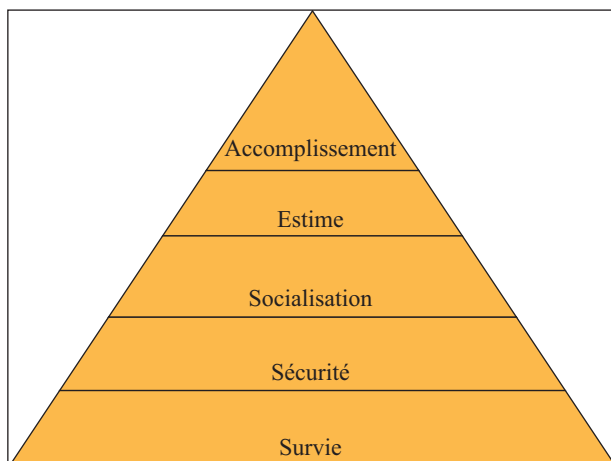 Accomplissement
Estime
Socialisation
Sécurité
Survie